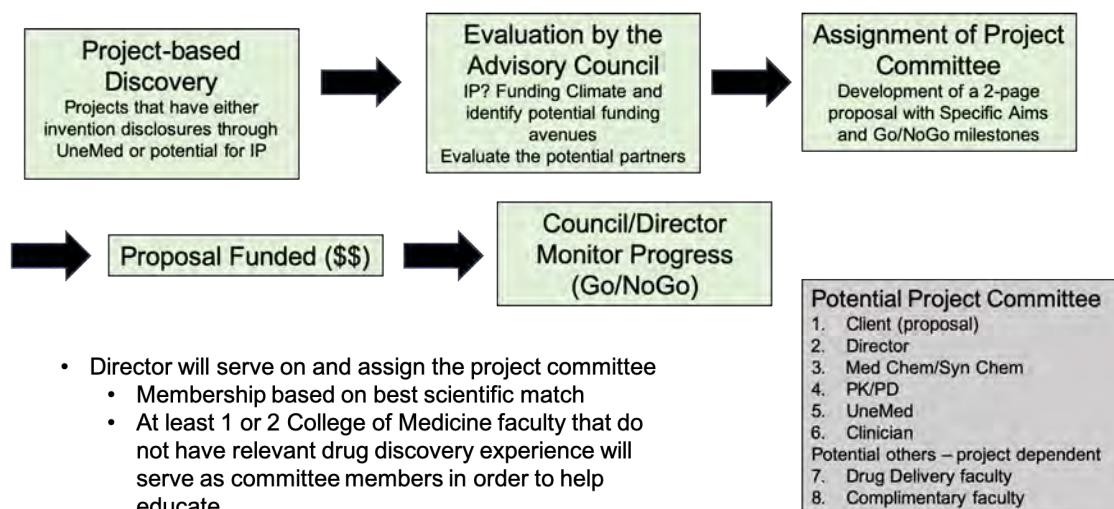 Project-based
Discovery
Projects that have either
invention disclosures through
UneMed or potential for IP
Evaluation by the
Advisory Council
IP? Funding Climate and
identify potential funding
avenues
Evaluate the potential partners
Assignment of Project
Committee
Development of a 2-page
proposal with Specific Aims
and Go/NoGo milestones
Proposal Funded ($$)
Council/Director
Monitor Progress
(Go/NoGo)
• Director will serve on and assign the project committee
• Membership based on best scientific match
• At least 1 or 2 College of Medicine faculty that do
not have relevant drug discovery experience will
serve as committee members in order to help
educate
Potential Project Committee
1. Client (proposal)
2. Director
3. Med Chem/Syn Chem
4. PK/PD
5. UneMed
6. Clinician
Potential others – project dependent
7. Drug Delivery faculty
8. Complimentary faculty